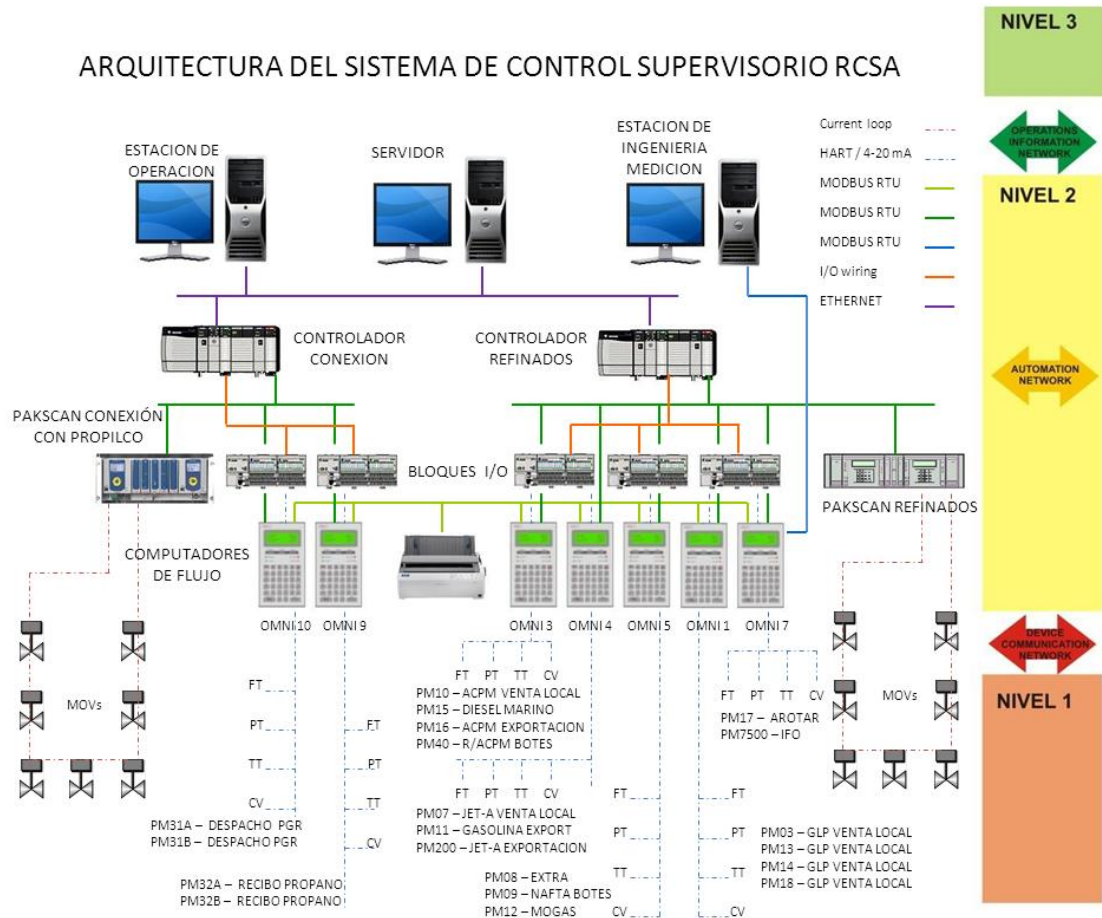 ARQUITECTURA DEL SISTEMA DE CONTROL SUPERVISORIO RCSA
NIVEL 3
OPERATIONS
INFORMATION
NETWORK
NIVEL 2
AUTOMATION
NETWORK
DEVICE
COMMUNICATION
NETWORK
NIVEL 1
Current loop
HART / 4-20 mA
MODBUS RTU
MODBUS RTU
MODBUS RTU
I/O wiring
ETHERNET
ESTACION DE
OPERACION
SERVIDOR
ESTACION DE
INGENIERIA
MEDICION
CONTROLADOR
CONEXION
CONTROLADOR
REFINADOS
PAKSCAN CONEXIÓN
CON PROPILCO
BLOQUES I/O
PAKSCAN REFINADOS
COMPUTADORES
DE FLUJO
OMNI 10
OMNI 9
OMNI 3
OMNI 4
OMNI 5
OMNI 1
OMNI 7
MOVs
FT
PT
TT
CV
PM31A – DESPACHO PGR
PM31B – DESPACHO PGR
FT
PT
TT
CV
PM32A – RECIBO PROPANO
PM32B – RECIBO PROPANO
FT PT TT CV
PM10 – ACPM VENTA LOCAL
PM15 – DIESEL MARINO
PM16 – ACPM EXPORTACION
PM40 – R/ACPM BOTES
FT PT TT CV
PM07 – JET-A VENTA LOCAL
PM11 – GASOLINA EXPORT
PM200 – JET-A EXPORTACION
FT
PT
TT
CV
PM08 – EXTRA
PM09 – NAFTA BOTES
PM12 – MOGAS
FT
PT
TT
CV
PM03 – GLP VENTA LOCAL
PM13 – GLP VENTA LOCAL
PM14 – GLP VENTA LOCAL
PM18 – GLP VENTA LOCAL
FT PT TT CV
PM17 – AROTAR
PM7500 – IFO
MOVs